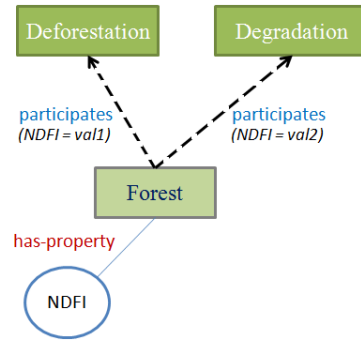 Deforestation
Degradation
participates
(NDFI = val1)
participates
(NDFI = val2)
Forest
has-property
NDFI